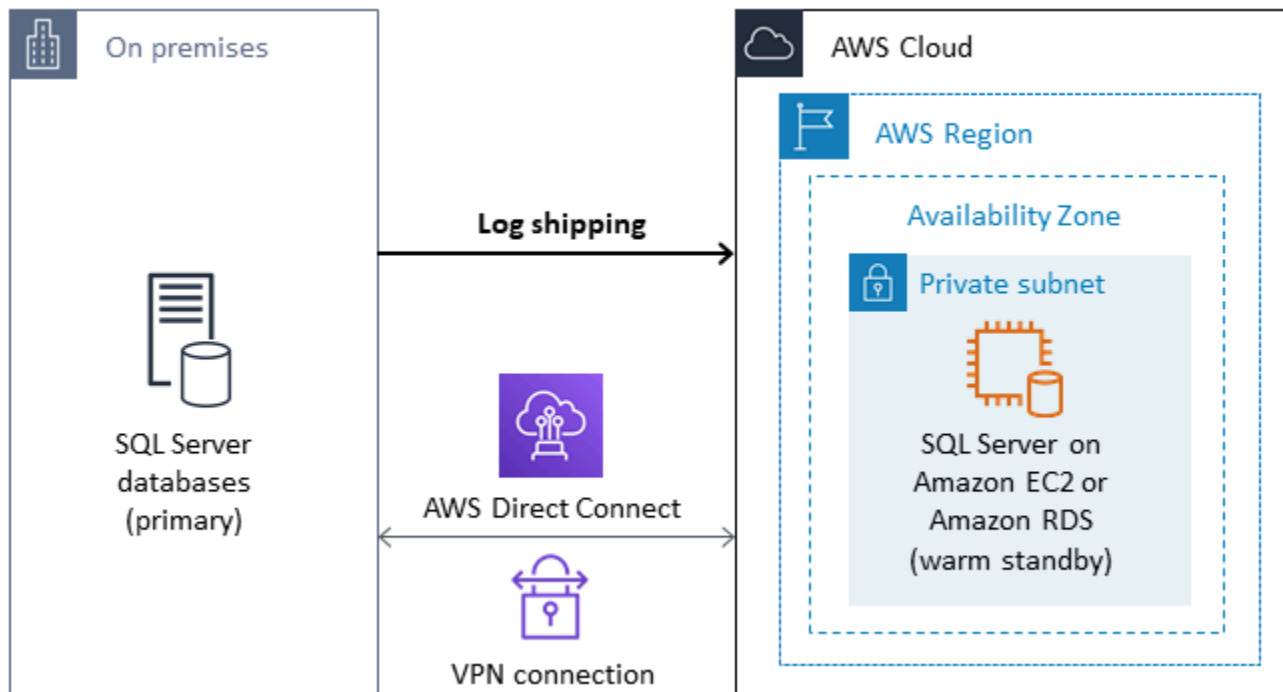 On premises
AWS Cloud
AWS Region
Availability Zone
Log shipping
Private subnet
SQL Server
databases
(primary)
AWS Direct Connect
VPN connection
SQL Server on
Amazon EC2 or
Amazon RDS
(warm standby)